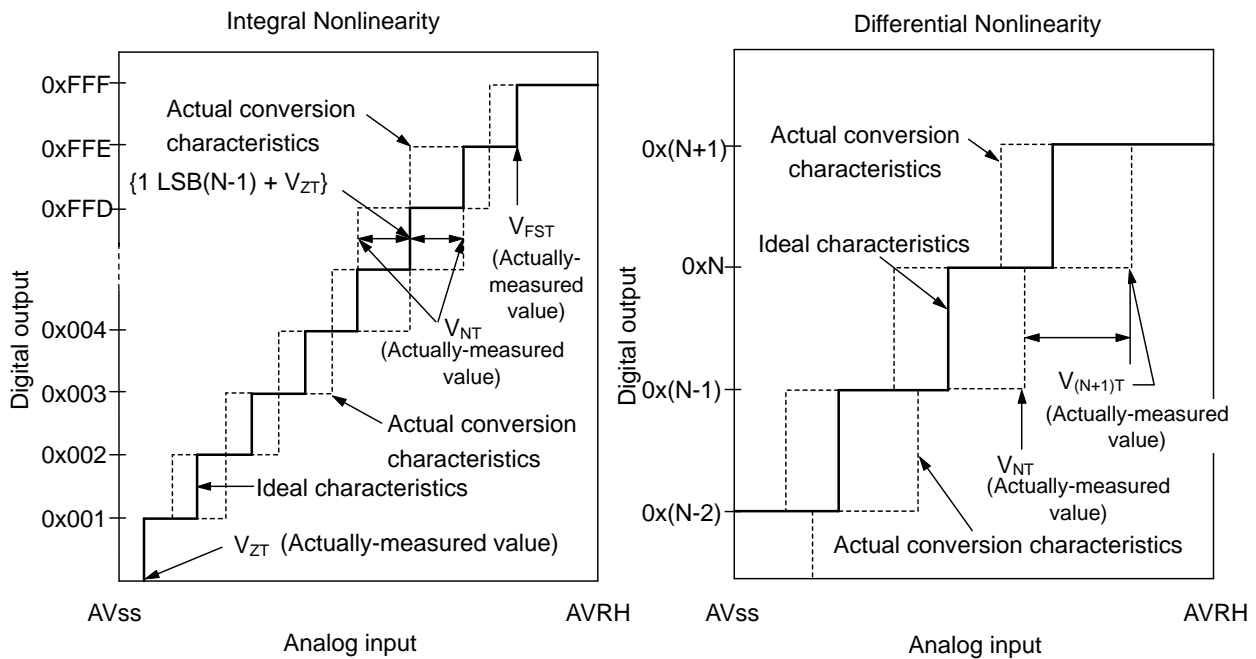 Integral Nonlinearity
0xFFF
0xFFE
0xFFD
0x004
0x003
0x002
0x001
Digital output
Actual conversion
characteristics
{1 LSB(N-1) + VZT}
VFST
(Actually-
measured
value)
VNT
(Actually-measured
value)
Actual conversion
characteristics
Ideal characteristics
VZT (Actually-measured value)
AVss
AVRH
Analog input
Differential Nonlinearity
0x(N+1)
0xN
0x(N-1)
0x(N-2)
Digital output
Actual conversion
characteristics
Ideal characteristics
V(N+1)T
(Actually-measured
value)
VNT
(Actually-measured
value)
Actual conversion characteristics
AVss
AVRH
Analog input